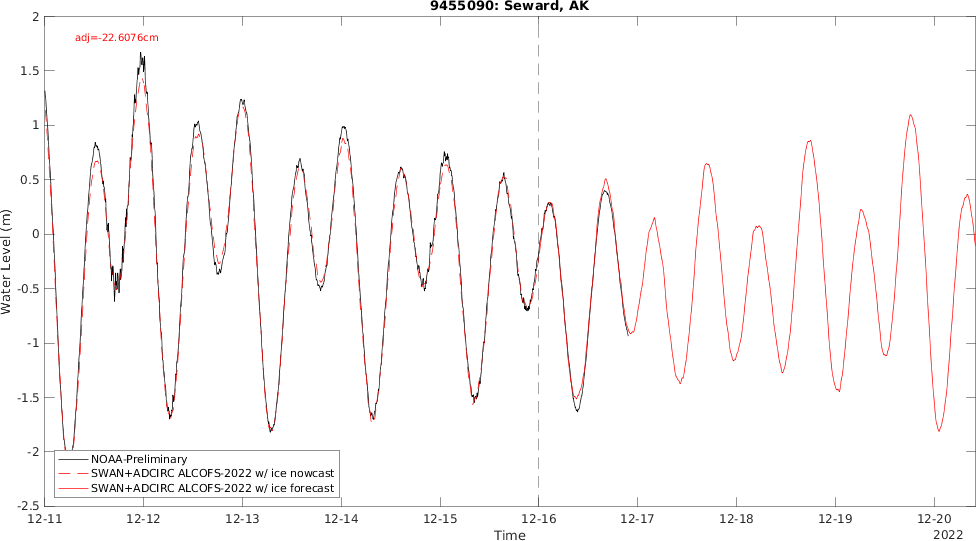 9455090: Seward, AK
adj=-22.6076cm
2
1.5
1
0.5
0
-0.5
-1
-1.5
-2
-2.5
Water Level (m)
NOAA-Preliminary
SWAN+ADCIRC ALCOFS-2022 w/ ice nowcast
SWAN+ADCIRC ALCOFS-2022 w/ ice forecast
12-11 12-12 12-13 12-14 12-15 12-16 12-17 12-18 12-19 12-20
2022
Time